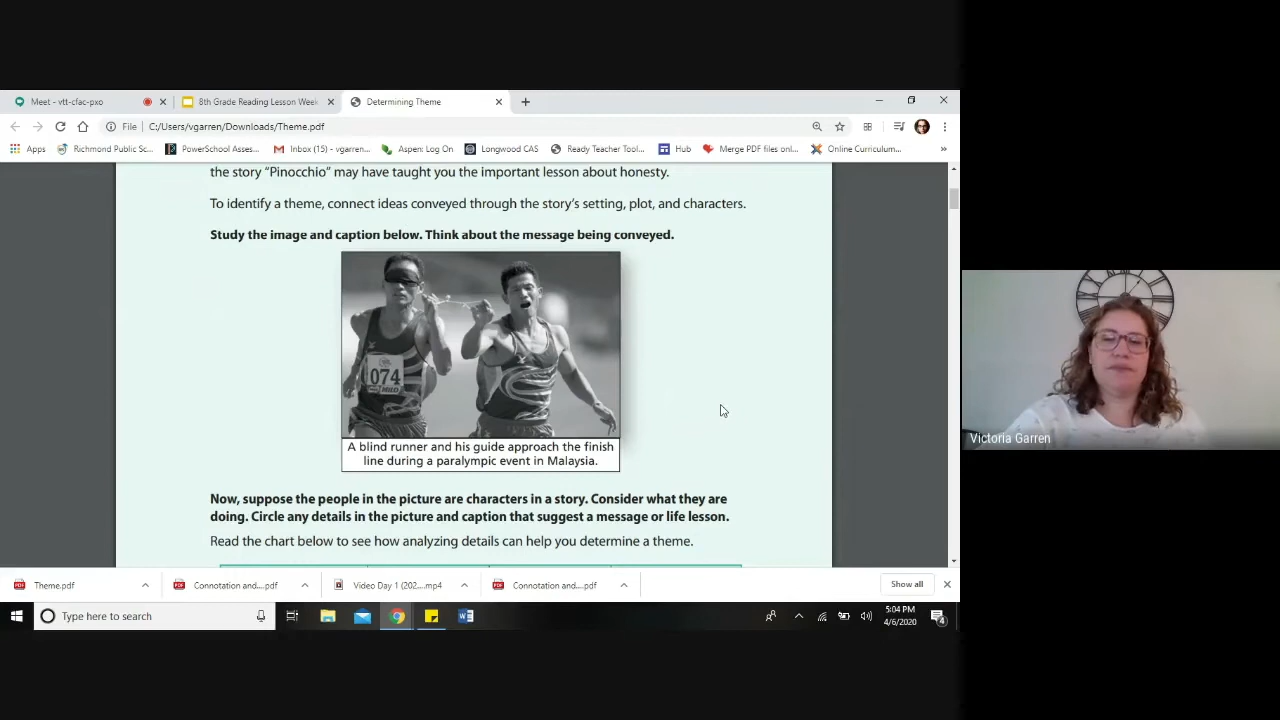 Meet - vtt-cfac-pxo
8th Grade Reading Lesson Week
Determining Theme
File | C:/Users/vgarren/Downloads/Theme.pdf
Apps Richmond Public Sc... PowerSchool Asses... Inbox (15) - vgarren... Aspen: Log On Longwood CAS Ready Teacher Tool... Hub Merge PDF files onl... Online Curriculum... »
the story “Pinocchio” may have taught you the important lesson about honesty.
To identify a theme, connect ideas conveyed through the story’s setting, plot, and characters.
Study the image and caption below. Think about the message being conveyed.
074
MILO
A blind runner and his guide approach the finish
line during a paralympic event in Malaysia.
Now, suppose the people in the picture are characters in a story. Consider what they are
doing. Circle any details in the picture and caption that suggest a message or life lesson.
Read the chart below to see how analyzing details can help you determine a theme.
Theme.pdf
Connotation and....pdf
Video Day 1 (202....mp4
Connotation and....pdf
Show all
Type here to search
5:04 PM
4/6/2020
4
Victoria Garren